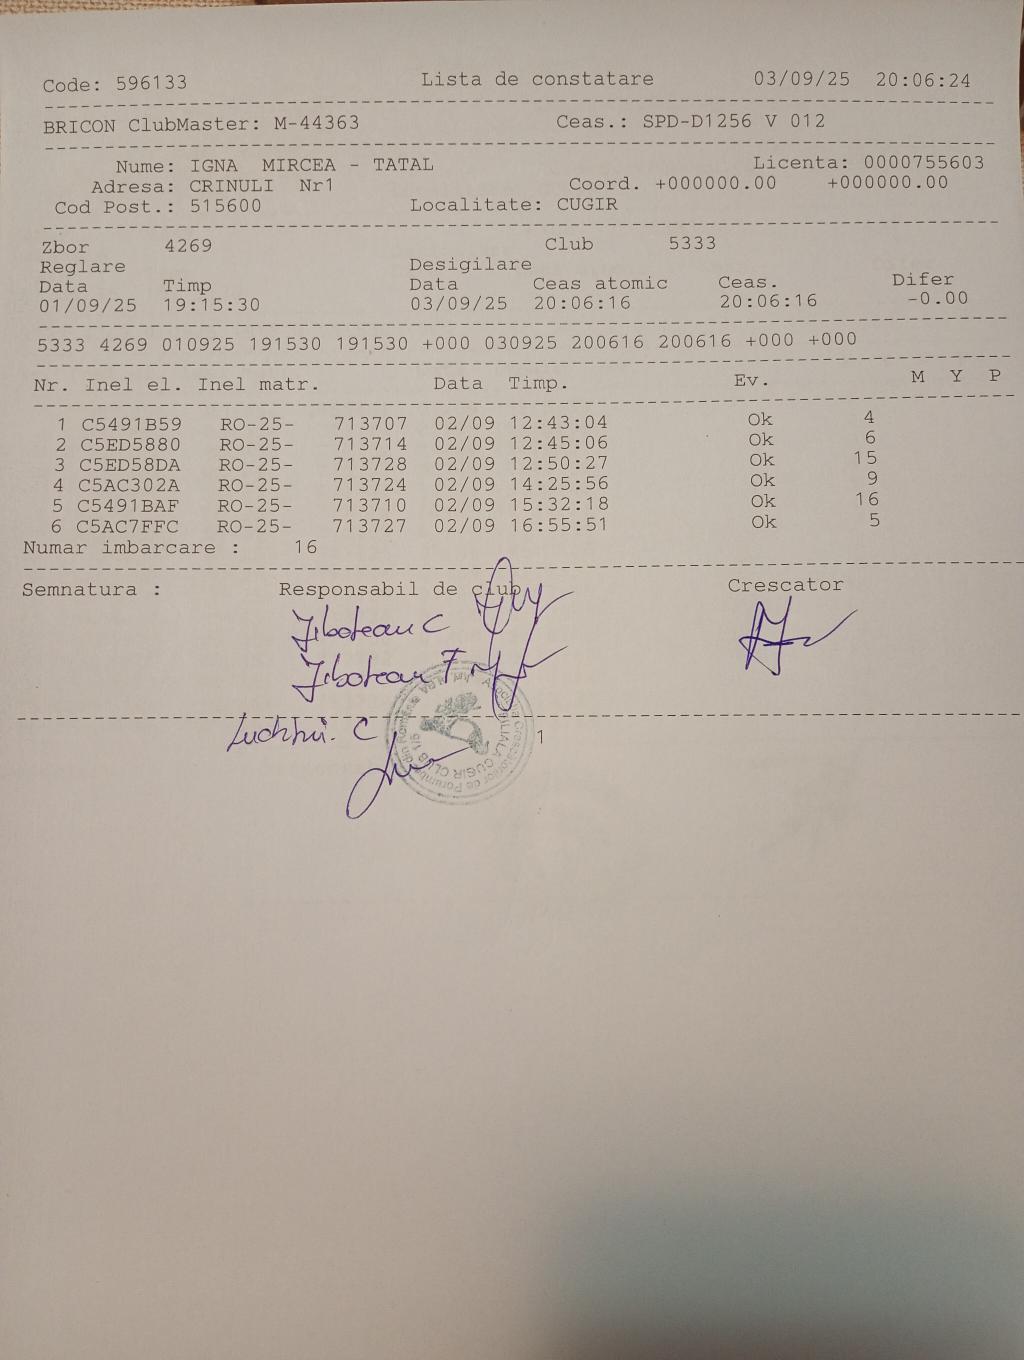 Code: 596133 Lista de constatare 03/09/25 20:06:24
BRICON ClubMaster: M-44363 Ceas.: SPD-D1256 V 012
Nume: IGNA MIRCEA - TATAL Licenta: 0000755603
Adresa: CRINULI Nr1 Coord. +000000.00 +000000.00
Cod Post.: 515600 Localitate: CUGIR
Zbor 4269 Club 5333
Reglare Desigilare
Data Timp Data Ceas atomic Ceas. Difer
01/09/25 19:15:30 03/09/25 20:06:16 20:06:16 -0.00
5333 4269 010925 191530 191530 +000 030925 200616 200616 +000 +000
Nr. Inel el. Inel matr. Data Timp. Ev. M Y P
1 C5491B59 RO-25- 713707 02/09 12:43:04 Ok 4
2 C5ED5880 RO-25- 713714 02/09 12:45:06 Ok 6
3 C5ED58DA RO-25- 713728 02/09 12:50:27 Ok 15
4 C5AC302A RO-25- 713724 02/09 14:25:56 Ok 9
5 C5491BAF RO-25- 713710 02/09 15:32:18 Ok 16
6 C5AC7FFC RO-25- 713727 02/09 16:55:51 Ok 5
Numar imbarcare : 16
Semnatura : Responsabil de club Crescator
C
F
C
1
FILIALA CUGIR CLUB